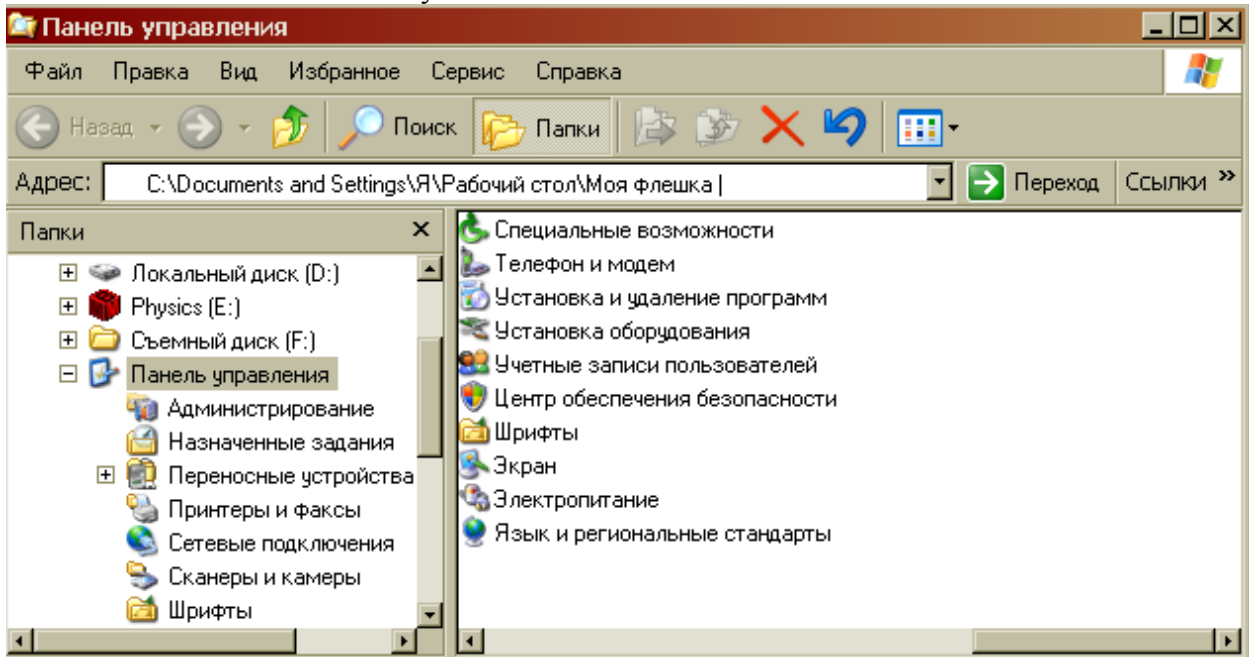 Панель управления
Файл Правка Вид Избранное Сервис Справка
Назад Поиск Папки
Адрес: C:\Documents and Settings\Я\Рабочий стол\Моя флешка Переход Ссылки »
Папки
Локальный диск (D:)
Physics (E:)
Съемный диск (F:)
Панель управления
Администрирование
Назначенные задания
Переносные устройства
Принтеры и факсы
Сетевые подключения
Сканеры и камеры
Шрифты
Специальные возможности
Телефон и модем
Установка и удаление программ
Установка оборудования
Учетные записи пользователей
Центр обеспечения безопасности
Шрифты
Экран
Электропитание
Язык и региональные стандарты